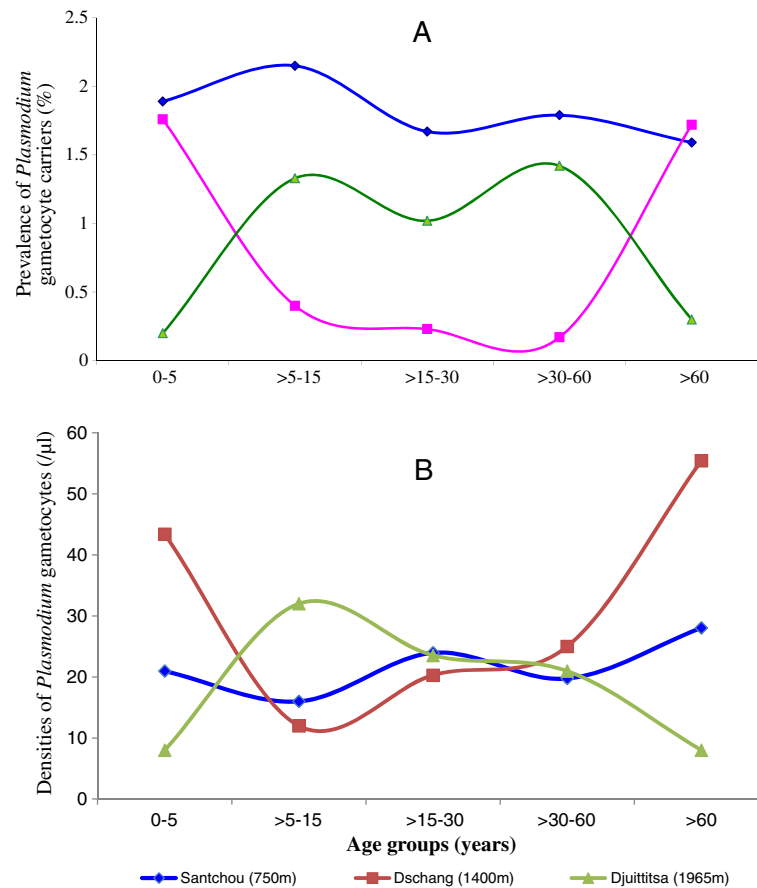 A
Prevalence of Plasmodium
gametocyte carriers (%)
2.5
2
1.5
1
0.5
0
0-5 >5-15 >15-30 >30-60 >60
B
Densities of Plasmodium gametocytes (/µl)
60
50
40
30
20
10
0
0-5 >5-15 >15-30 >30-60 >60
Age groups (years)
Santchou (750m) Dschang (1400m) Djuittitsa (1965m)